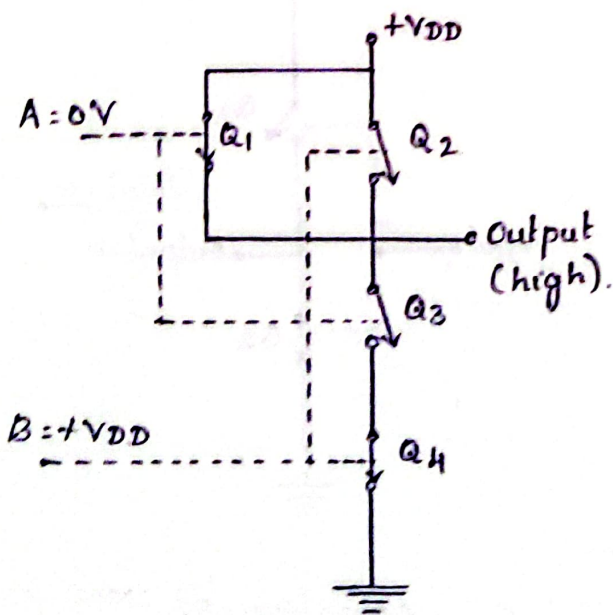 +VDD
A=0V
Q1
Q2
Output
(high).
Q3
B=+VDD
Q4